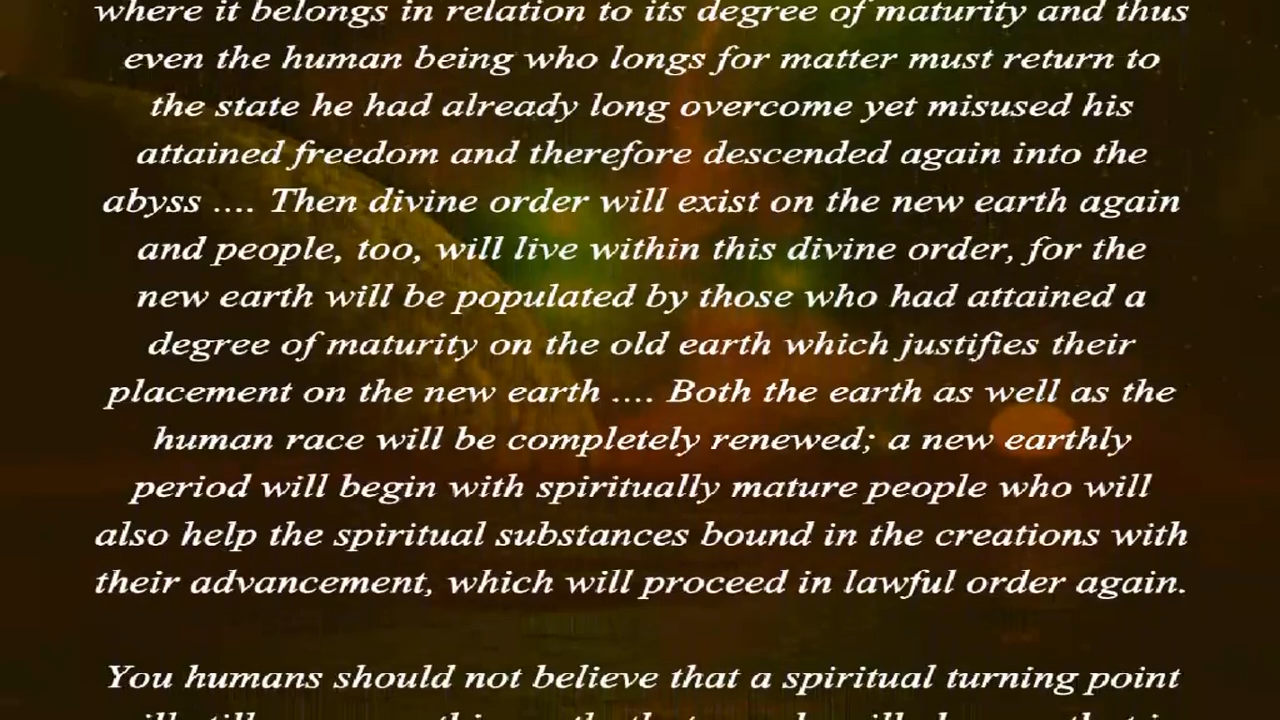 where it belongs in relation to its degree of maturity and thus
even the human being who longs for matter must return to
the state he had already long overcome yet misused his
attained freedom and therefore descended again into the
abyss .... Then divine order will exist on the new earth again
and people, too, will live within this divine order, for the
new earth will be populated by those who had attained a
degree of maturity on the old earth which justifies their
placement on the new earth .... Both the earth as well as the
human race will be completely renewed; a new earthly
period will begin with spiritually mature people who will
also help the spiritual substances bound in the creations with
their advancement, which will proceed in lawful order again.
You humans should not believe that a spiritual turning point